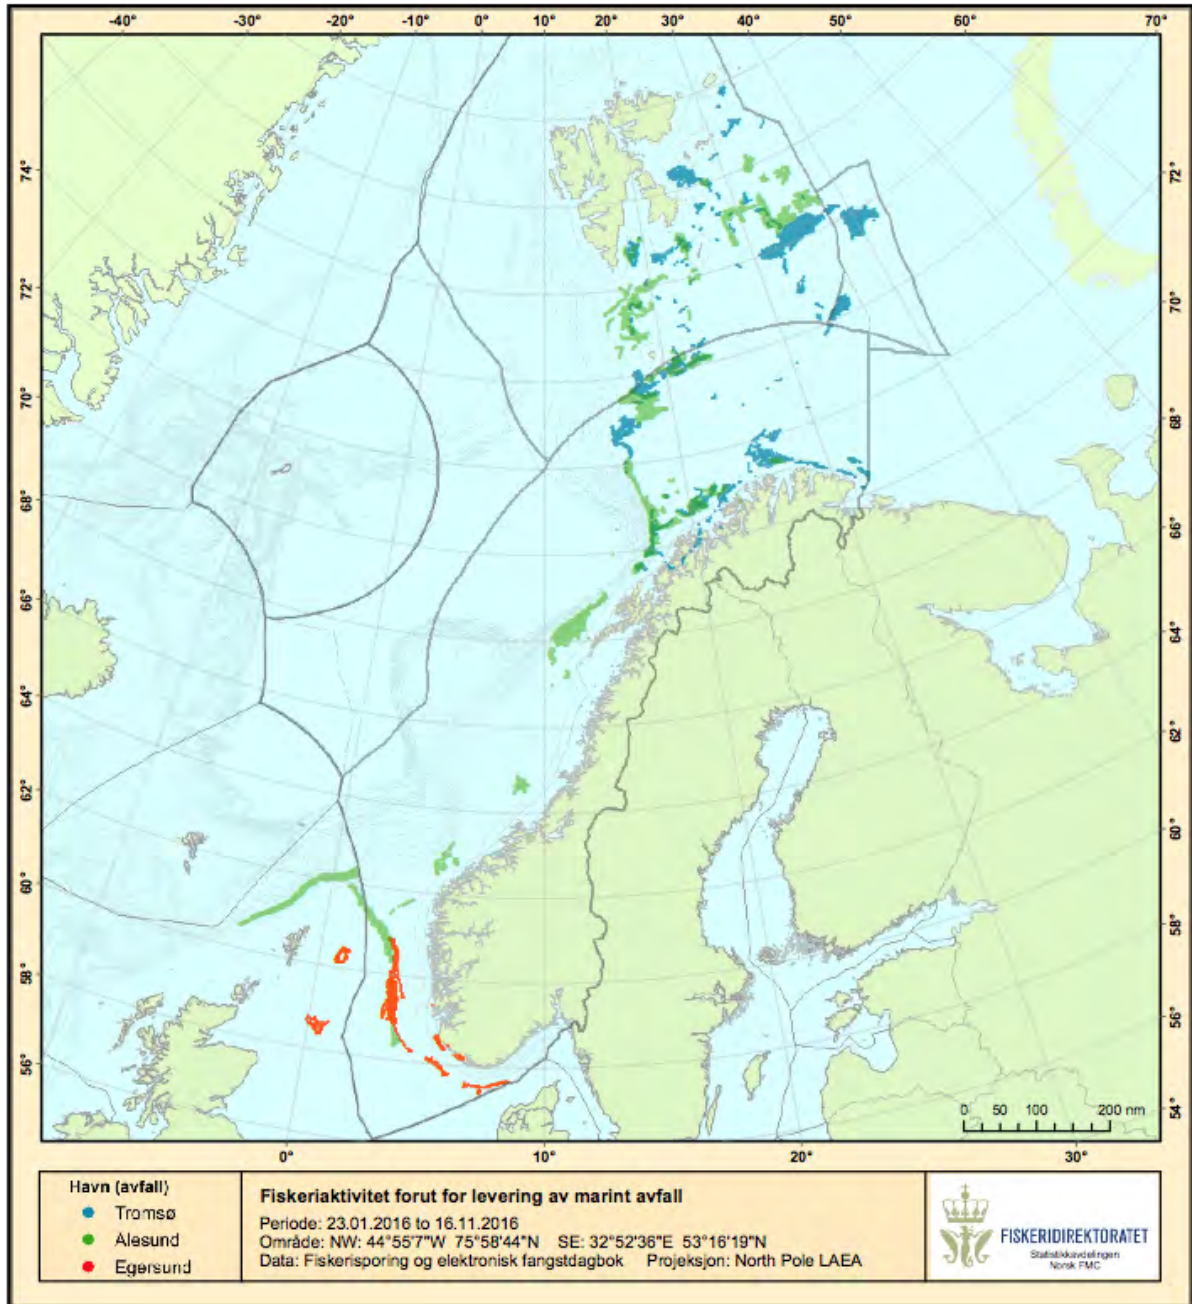 -40° -30° -20° -10° 0° 10° 20° 30° 40° 50° 60° 70°
74° 72° 70° 68° 66° 64° 62° 60° 58° 56°
72° 70° 68° 66° 64° 62° 60° 58° 56° 54°
0 50 100 200 nm
0° 10° 20° 30°
Havn (avfall)
Tromsø
Ålesund
Egersund
Fiskeriaktivitet forut for levering av marint avfall
Periode: 23.01.2016 to 16.11.2016
Område: NW: 44°55'7"W 75°58'44"N SE: 32°52'36"E 53°16'19"N
Data: Fiskerisporing og elektronisk fangstdagbok Projeksjon: North Pole LAEA
FISKERIDIREKTORATET
Statistikkavdelingen
Norsk FMC